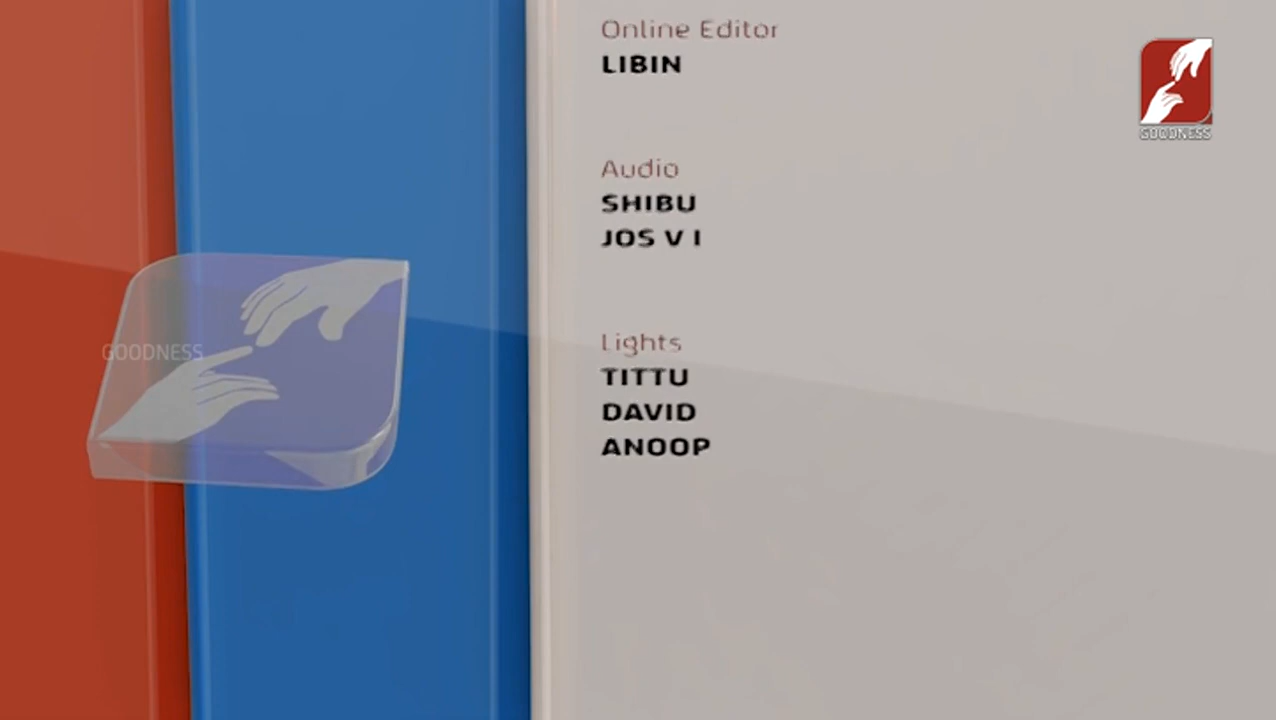 Online Editor
LIBIN
GOODNESS
Audio
SHIBU
JOS V I
GOODNESS
Lights
TITTU
DAVID
ANOOP